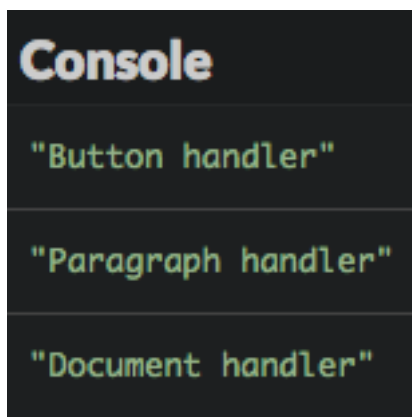 Console
"Button handler"
"Paragraph handler"
"Document handler"